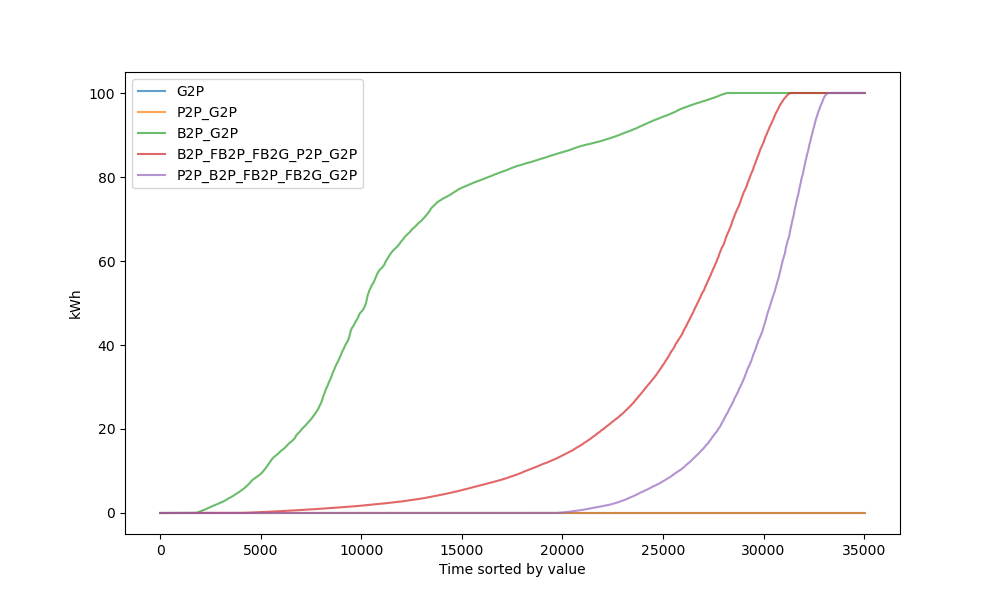 G2P
P2P_G2P
B2P_G2P
B2P_FB2P_FB2G_P2P_G2P
P2P_B2P_FB2P_FB2G_G2P
100
80
60
40
20
0
kWh
0 5000 10000 15000 20000 25000 30000 35000
Time sorted by value